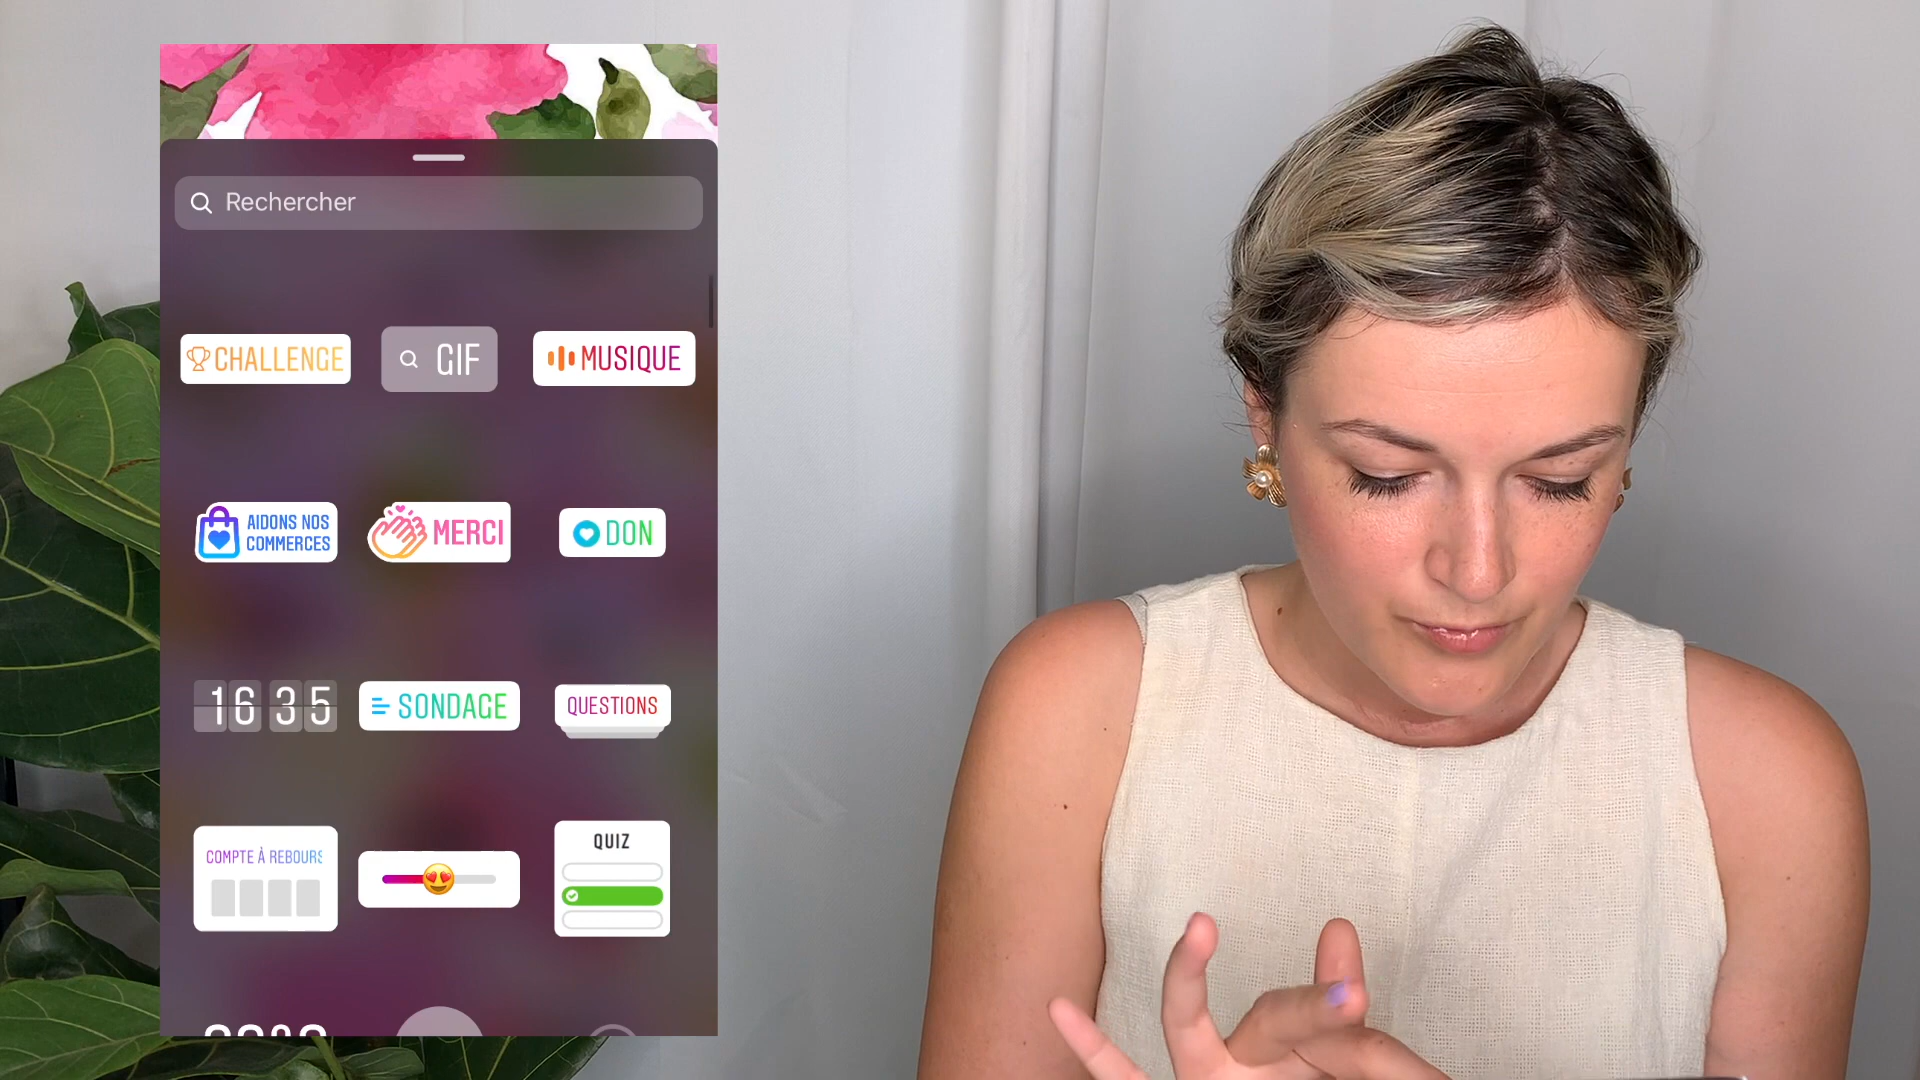 Rechercher
CHALLENGE
GIF
MUSIQUE
AIDONS NOS
COMMERCES
MERCI
DON
16 35
SONDAGE
QUESTIONS
COMPTE À REBOURS
QUIZ